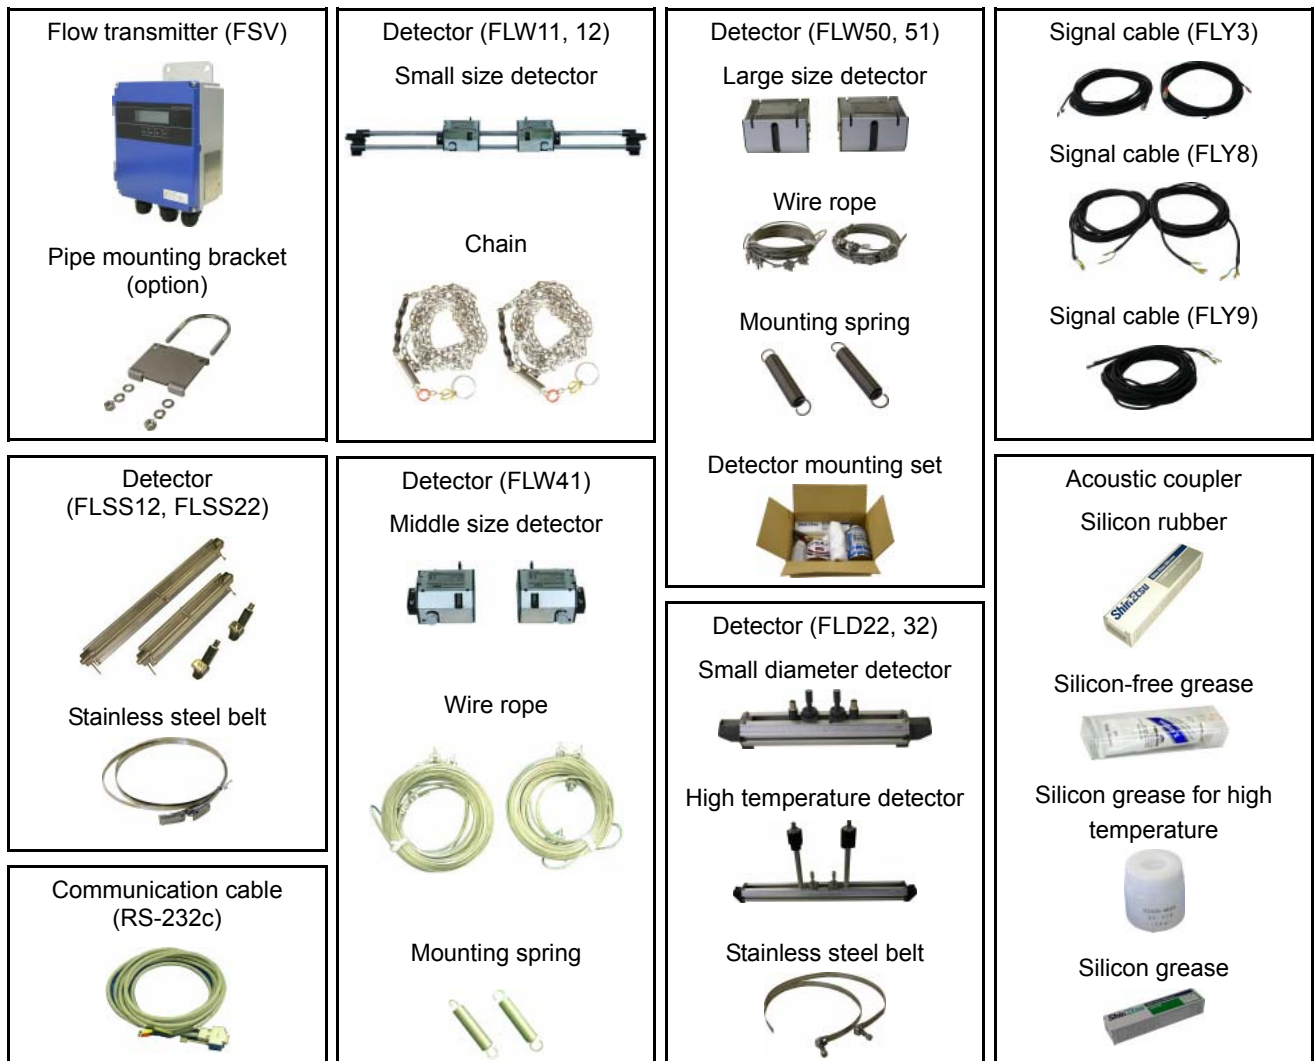 Flow transmitter (FSV)
Pipe mounting bracket
(option)
Detector (FLW11, 12)
Small size detector
Chain
Detector (FLW50, 51)
Large size detector
Wire rope
Mounting spring
Detector mounting set
Signal cable (FLY3)
Signal cable (FLY8)
Signal cable (FLY9)
Detector
(FLSS12, FLSS22)
Stainless steel belt
Communication cable
(RS-232c)
Detector (FLW41)
Middle size detector
Wire rope
Mounting spring
Detector (FLD22, 32)
Small diameter detector
High temperature detector
Stainless steel belt
Acoustic coupler
Silicon rubber
ShinEtsu
Silicon-free grease
Silicon grease for high
temperature
Silicon grease
ShinEtsu